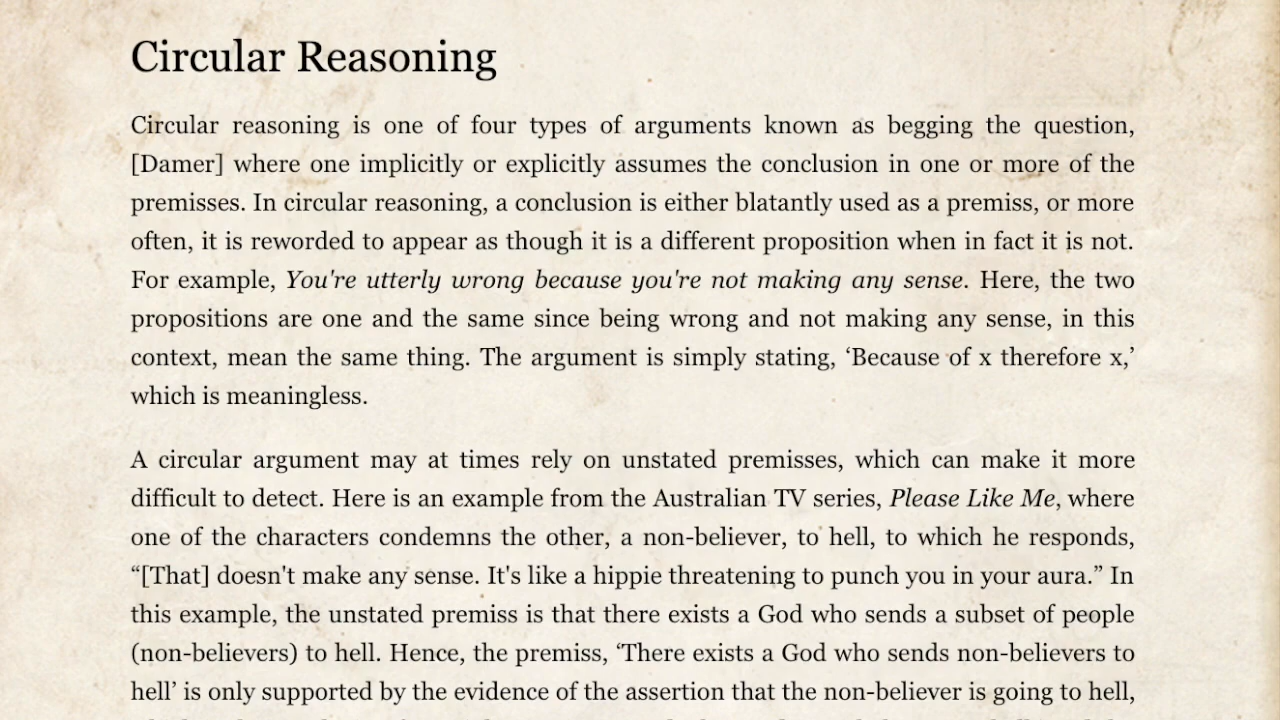 Circular Reasoning
Circular reasoning is one of four types of arguments known as begging the question,
[Damer] where one implicitly or explicitly assumes the conclusion in one or more of the
premisses. In circular reasoning, a conclusion is either blatantly used as a premiss, or more
often, it is reworded to appear as though it is a different proposition when in fact it is not.
For example, You're utterly wrong because you're not making any sense. Here, the two
propositions are one and the same since being wrong and not making any sense, in this
context, mean the same thing. The argument is simply stating, ‘Because of x therefore x,’
which is meaningless.
A circular argument may at times rely on unstated premisses, which can make it more
difficult to detect. Here is an example from the Australian TV series, Please Like Me, where
one of the characters condemns the other, a non-believer, to hell, to which he responds,
“[That] doesn't make any sense. It's like a hippie threatening to punch you in your aura.” In
this example, the unstated premiss is that there exists a God who sends a subset of people
(non-believers) to hell. Hence, the premiss, ‘There exists a God who sends non-believers to
hell’ is only supported by the evidence of the assertion that the non-believer is going to hell,